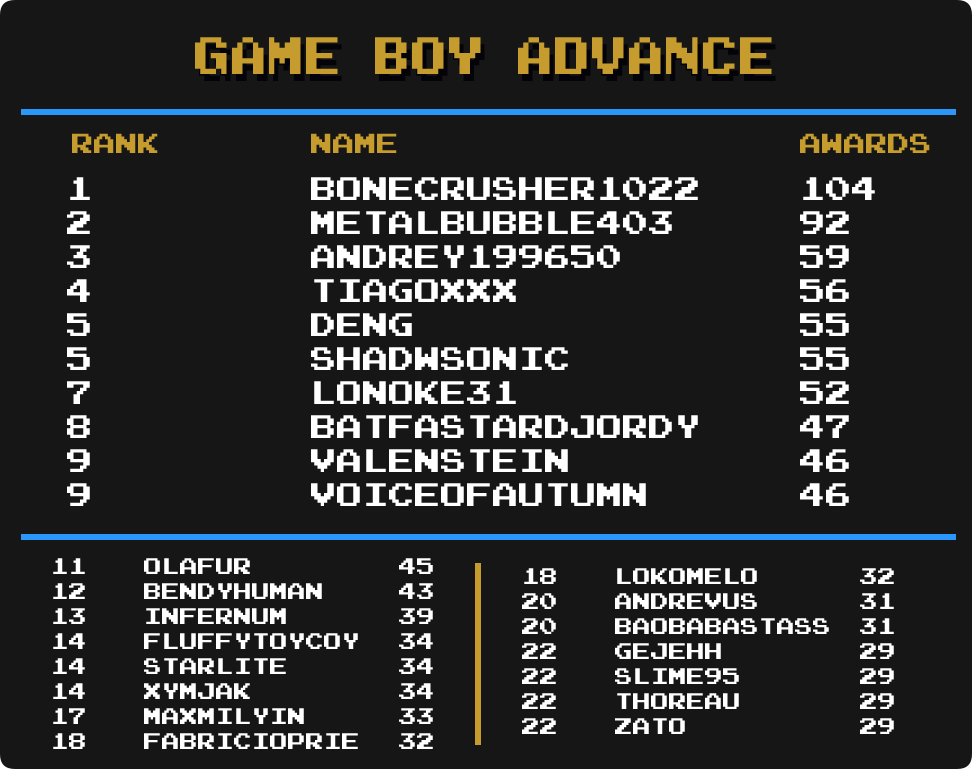 GAME BOY ADVANCE
RANK NAME AWARDS
1 BONECRUSHER1022 104
2 METALBUBBLE403 92
3 ANDREY199650 59
4 TIAGOXXX 56
5 DENG 55
5 SHADWSONIC 55
7 LONOKE31 52
8 BATFASTARDJORDY 47
9 VALENSTEIN 46
9 VOICEOFAUTUMN 46
11 OLAFUR 45
12 BENDYHUMAN 43
13 INFERNUM 39
14 FLUFFYTOYCOY 34
14 STARLITE 34
14 XYMJAK 34
17 MAXMILYIN 33
18 FABRICIOPRIE 32
18 LOKOMELO 32
20 ANDREVUS 31
20 BAOBABASTASS 31
22 GEJEHH 29
22 SLIME95 29
22 THOREAU 29
22 ZATO 29